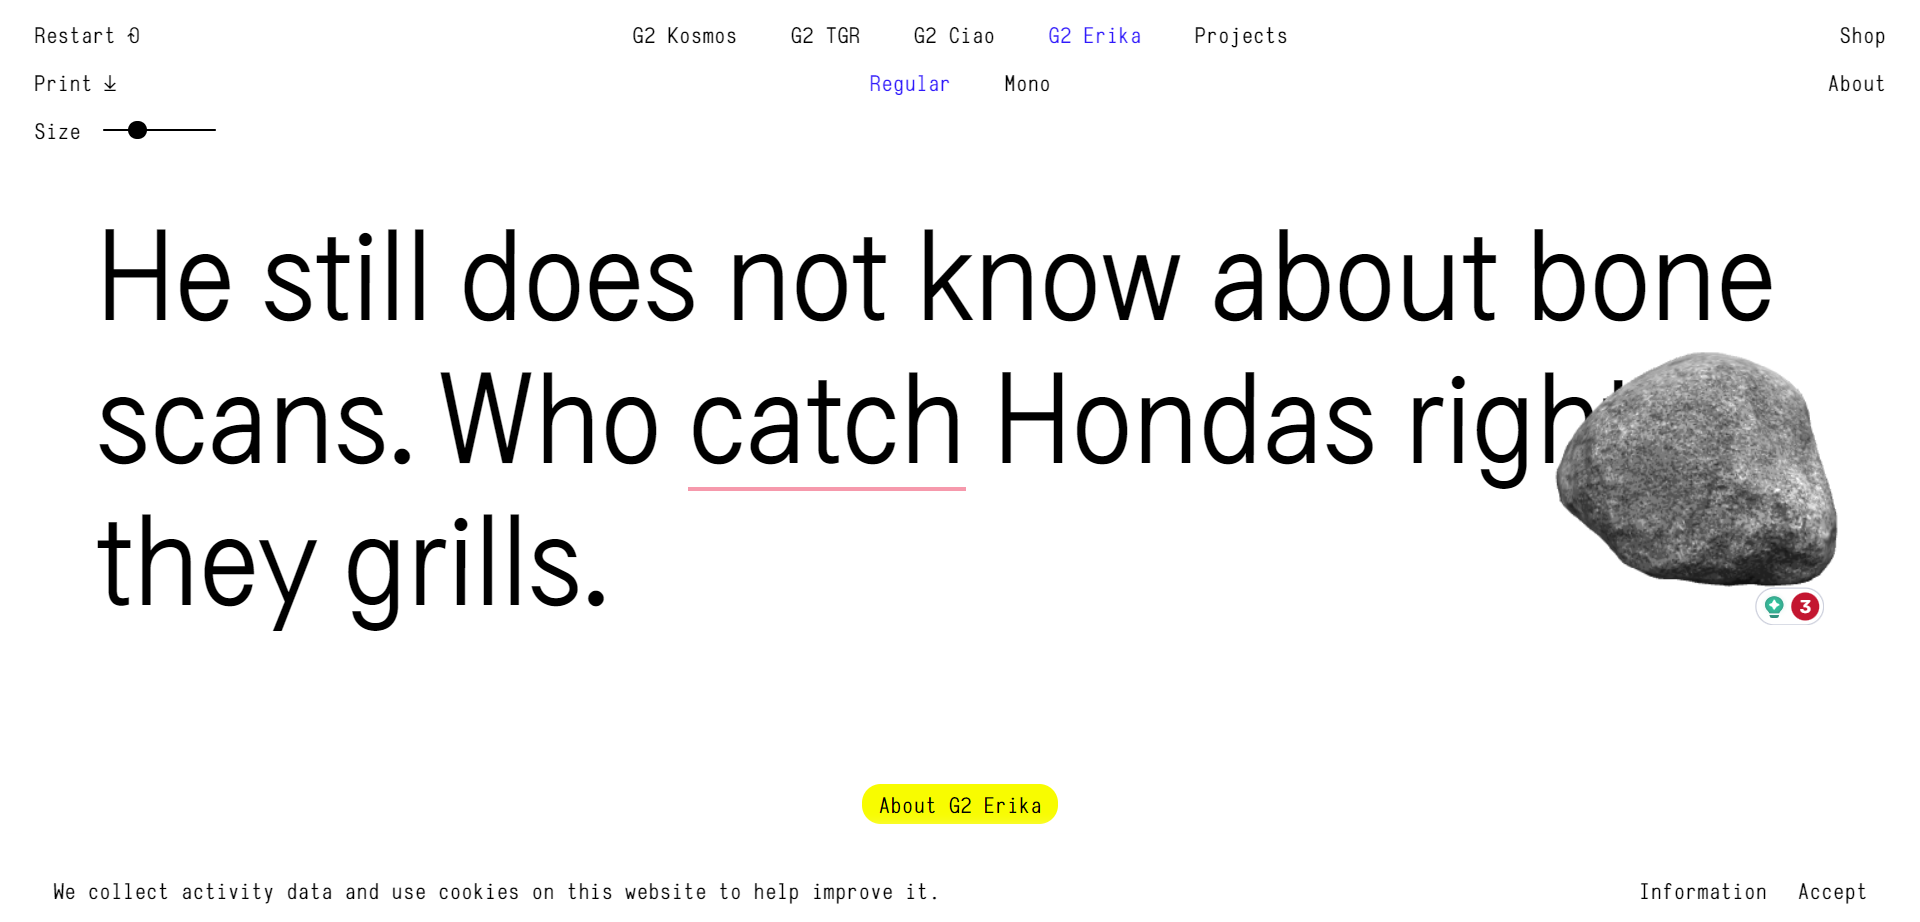 Restart
G2 Kosmos G2 TGR G2 Ciao G2 Erika Projects
Shop
Print ↓
Regular Mono
About
Size
He still does not know about bone
scans. Who catch Hondas right
they grills.
3
About G2 Erika
We collect activity data and use cookies on this website to help improve it.
Information Accept